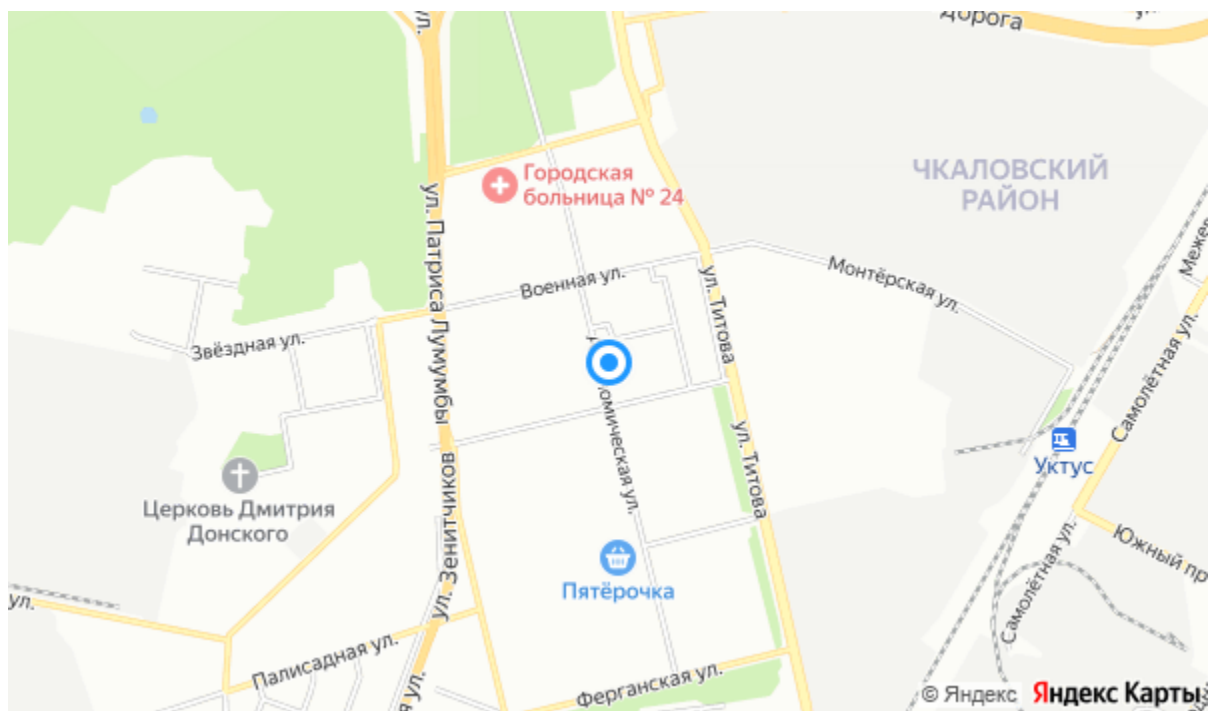 ул.
дорога
ЧКАЛОВСКИЙ
РАЙОН
Городская
больница № 24
ул. Патриса Лумумбы
Военная ул.
Монтёрская ул.
ул. Титова
Звёздная ул.
Самолётная ул.
ул. Титова
Уктус
Церковь Дмитрия
Донского
ул. Зенитчиков
Пятёрочка
Южный пр
Самолётная ул.
ул.
Палисадная ул.
Ферганская ул.
© Яндекс Яндекс Карты